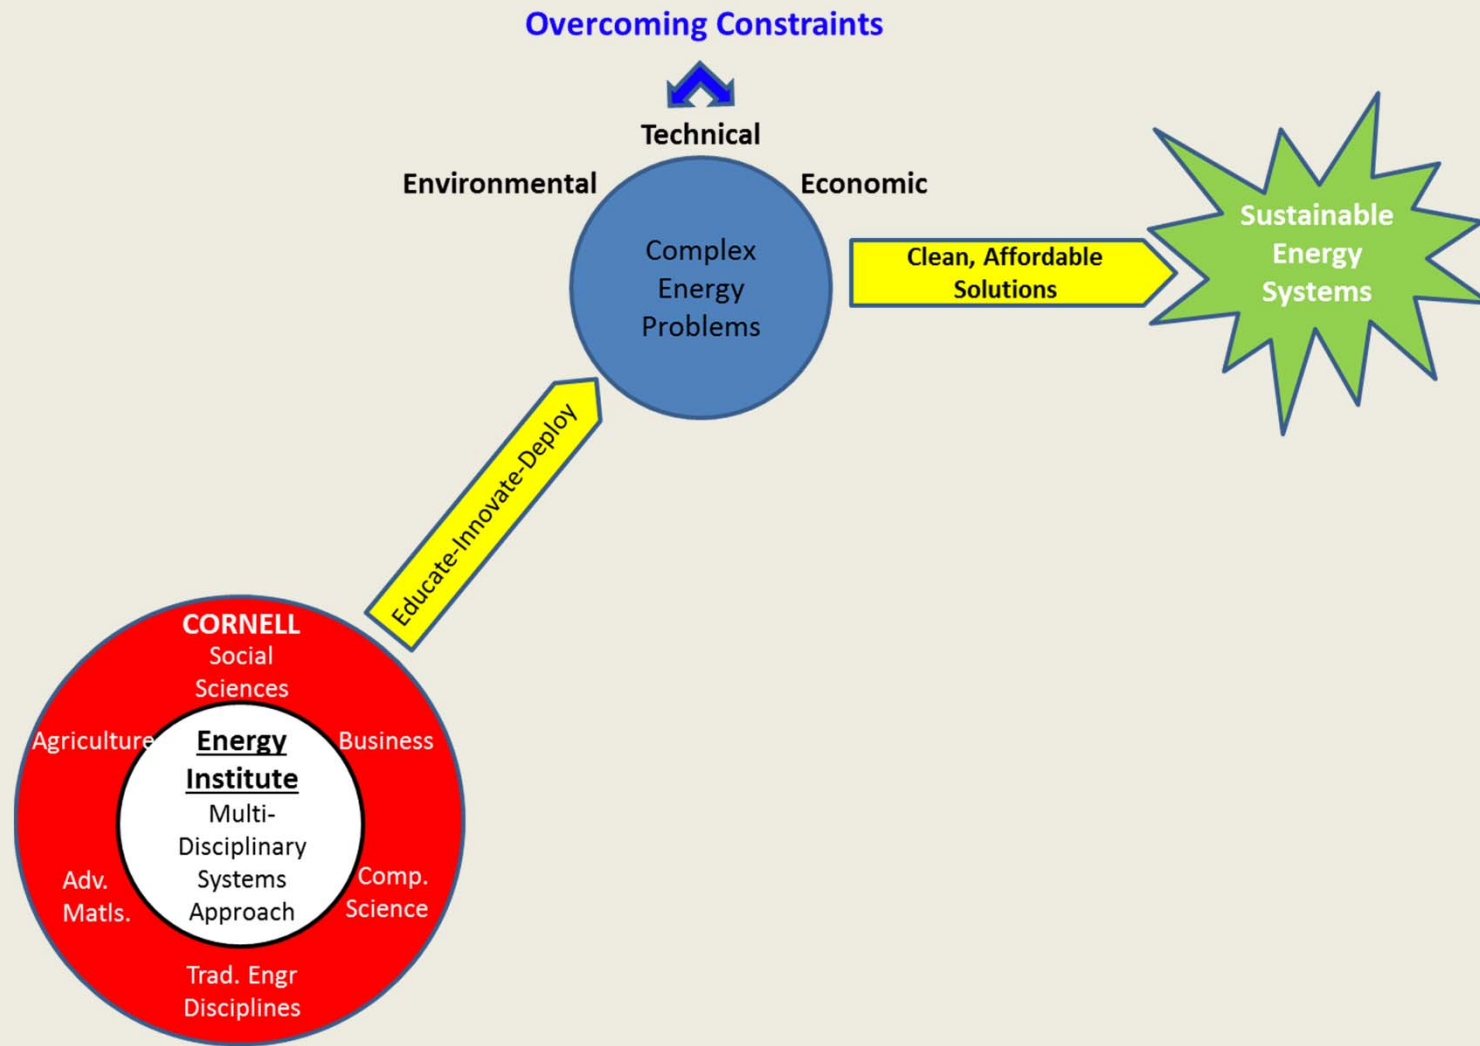 Overcoming Constraints
Technical
Environmental
Economic
Complex
Energy
Problems
Clean, Affordable
Solutions
Sustainable
Energy
Systems
Educate-Innovate-Deploy
CORNELL
Social
Sciences
Agriculture
Business
Energy
Institute
Multi-
Disciplinary
Systems
Approach
Adv.
Matls.
Comp.
Science
Trad. Engr
Disciplines